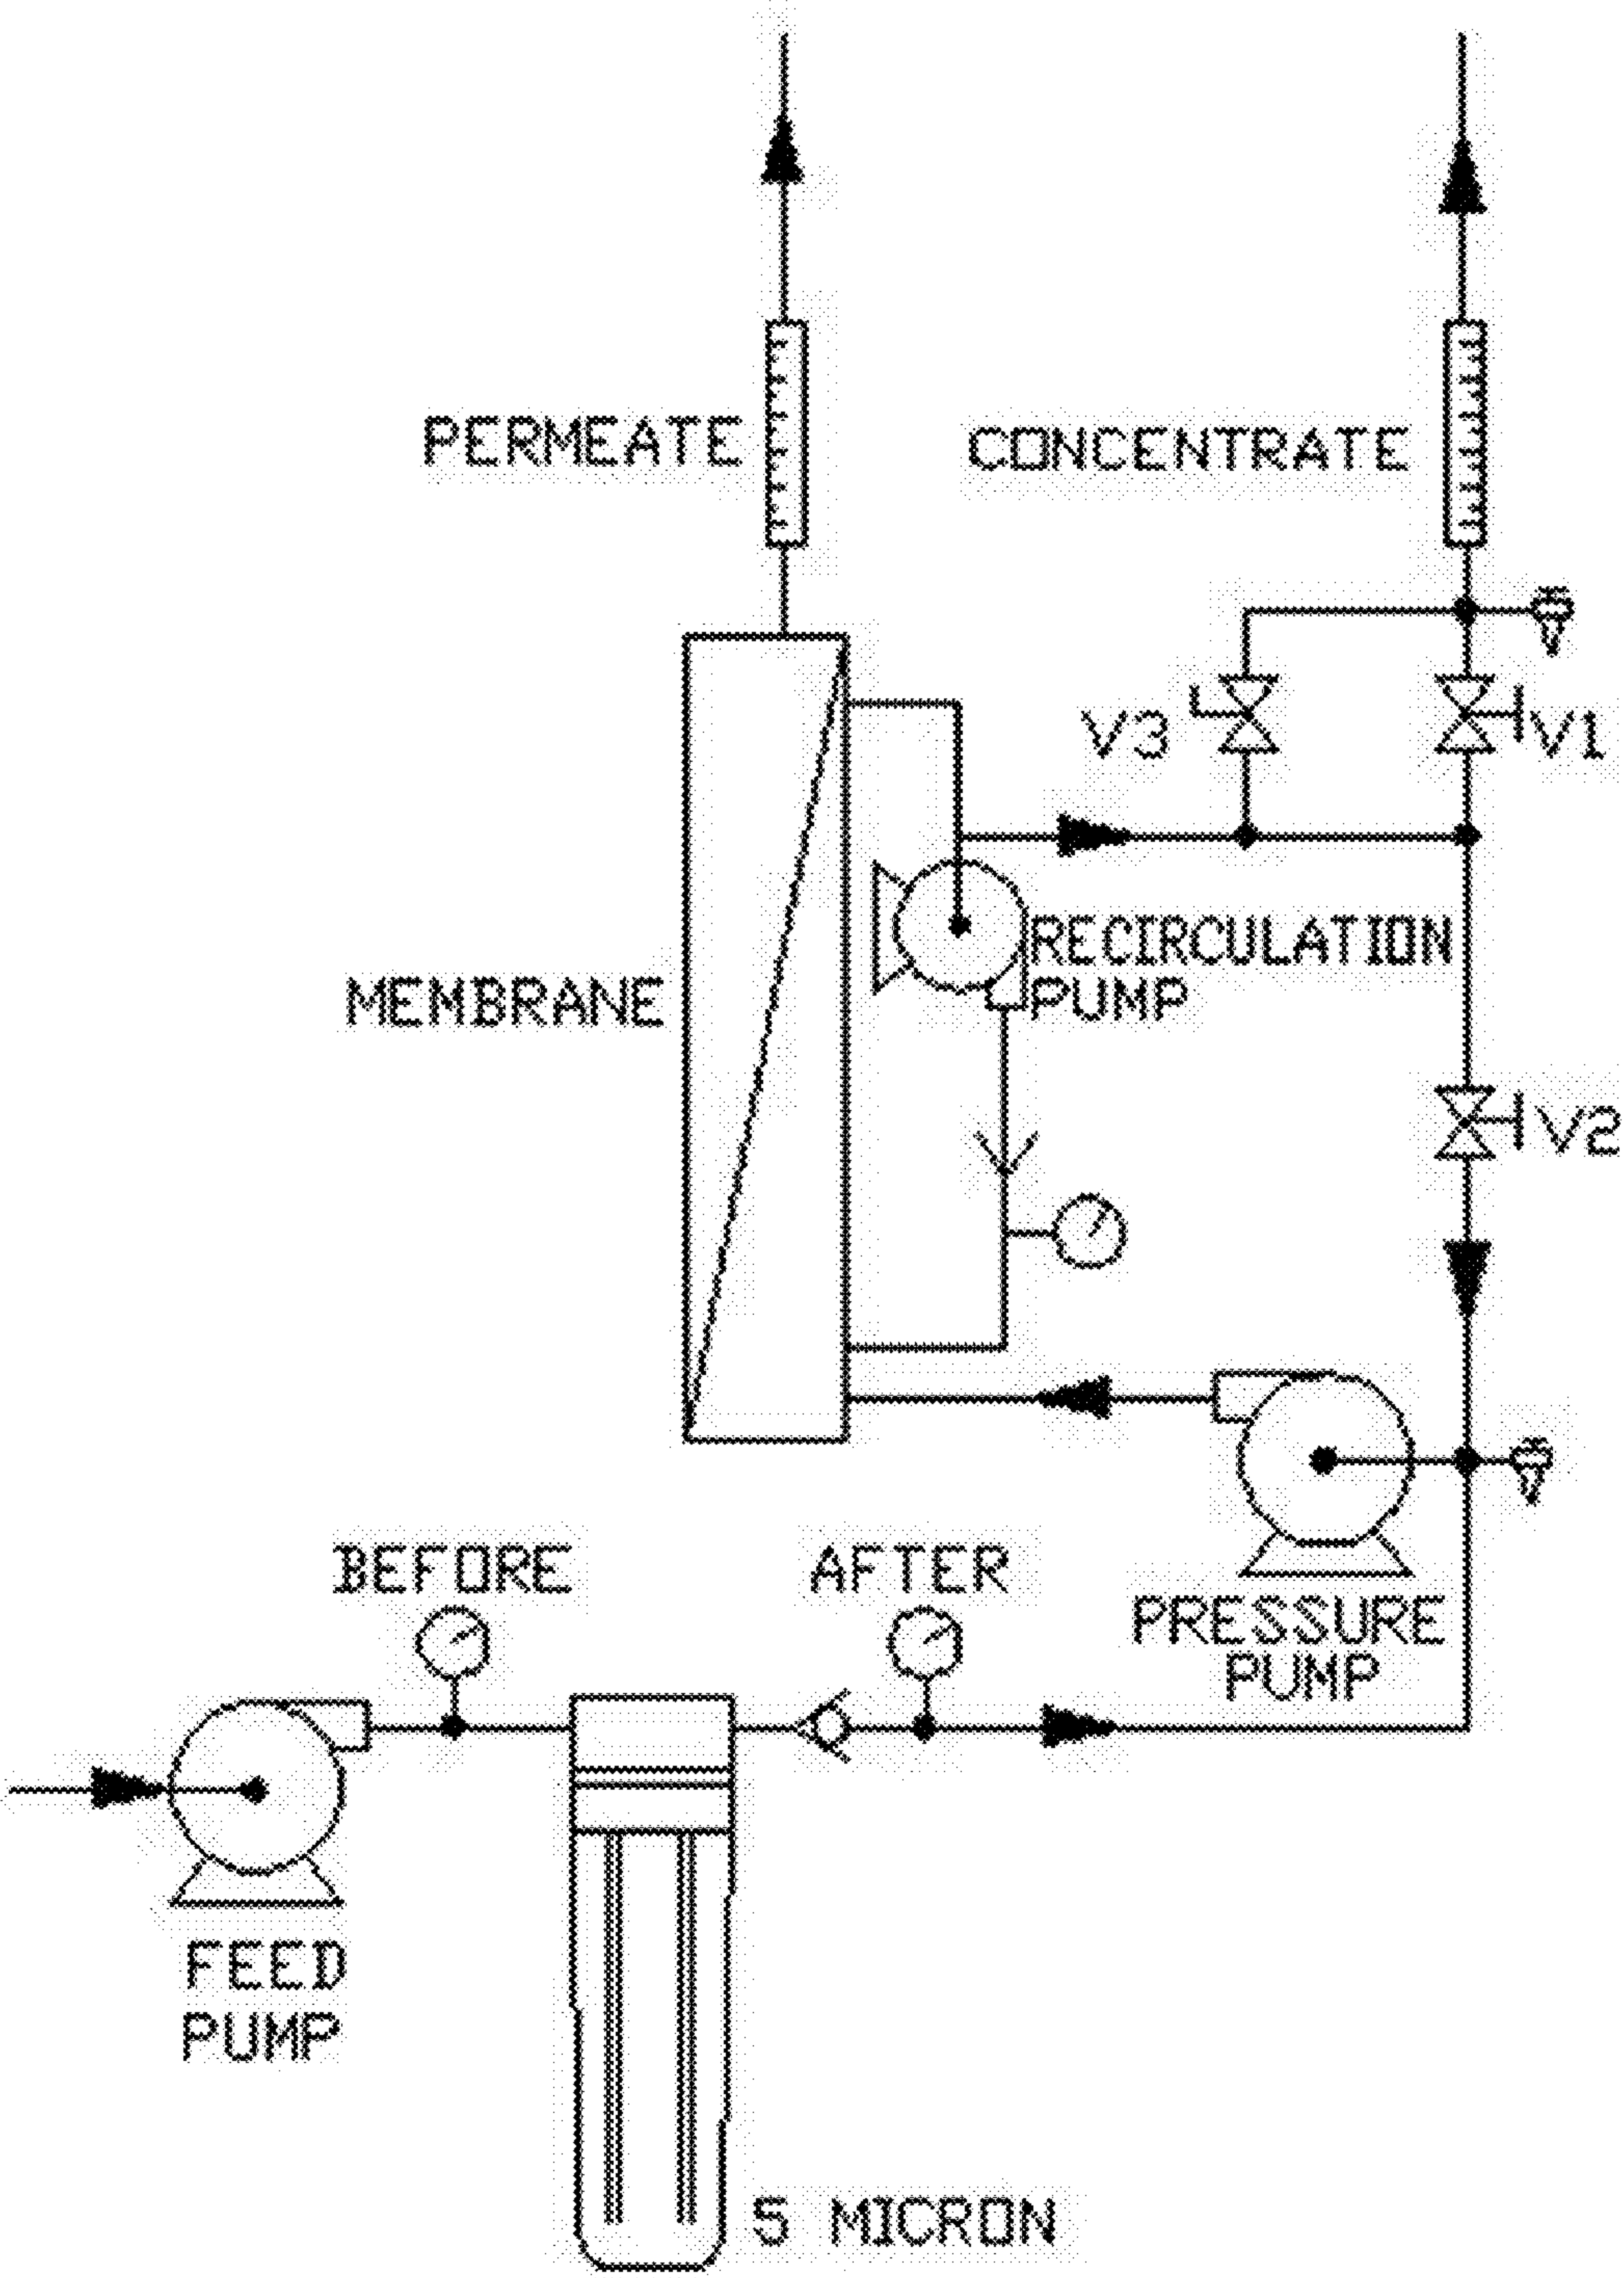 PERMEATE
CONCENTRATE
V3
V1
RECIRCULATION
PUMP
MEMBRANE
V2
BEFORE
AFTER
PRESSURE
PUMP
FEED
PUMP
5 MICRON